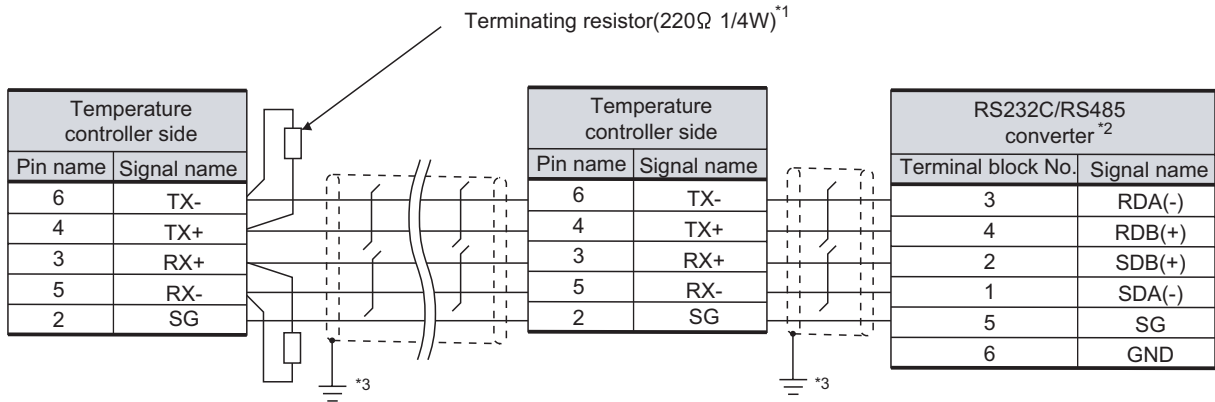 Terminating resistor(220Ω 1/4W)*1
Temperature
controller side
Pin name Signal name
6 TX-
4 TX+
3 RX+
5 RX-
2 SG
*3
Temperature
controller side
Pin name Signal name
6 TX-
4 TX+
3 RX+
5 RX-
2 SG
*3
RS232C/RS485
converter*2
Terminal block No. Signal name
3 RDA(-)
4 RDB(+)
2 SDB(+)
1 SDA(-)
5 SG
6 GND